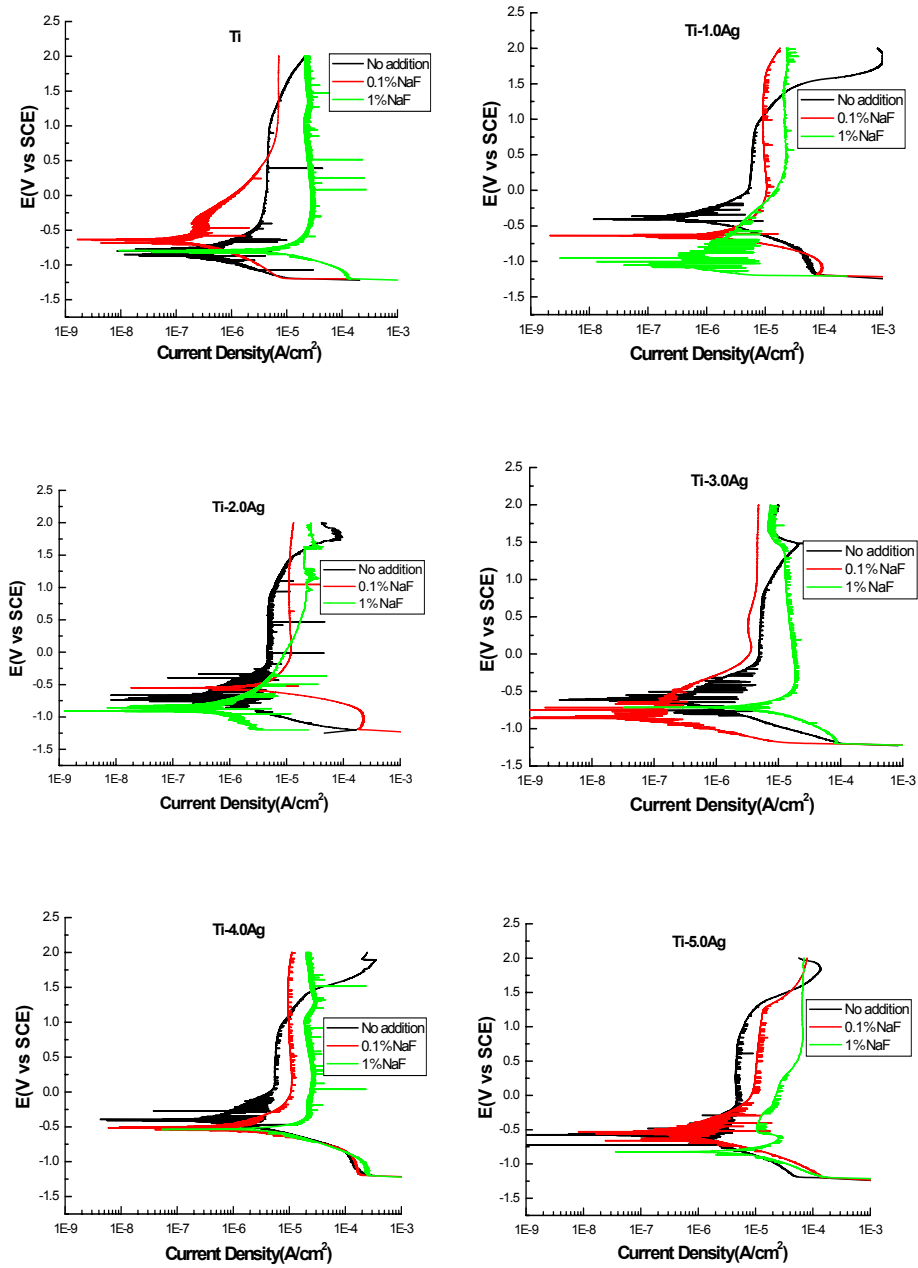 Ti
2.5
2.0
1.5
1.0
0.5
0.0
-0.5
-1.0
-1.5
E(V vs SCE)
No addition
0.1%NaF
1%NaF
1E-9 1E-8 1E-7 1E-6 1E-5 1E-4 1E-3
Current Density(A/cm²)
Ti-1.0Ag
2.5
2.0
1.5
1.0
0.5
0.0
-0.5
-1.0
-1.5
E(V vs SCE)
No addition
0.1%NaF
1%NaF
1E-9 1E-8 1E-7 1E-6 1E-5 1E-4 1E-3
Current Density(A/cm²)
Ti-2.0Ag
2.5
2.0
1.5
1.0
0.5
0.0
-0.5
-1.0
-1.5
E(V vs SCE)
No addition
0.1%NaF
1%NaF
1E-9 1E-8 1E-7 1E-6 1E-5 1E-4 1E-3
Current Density(A/cm²)
Ti-3.0Ag
2.5
2.0
1.5
1.0
0.5
0.0
-0.5
-1.0
-1.5
E(V vs SCE)
No addition
0.1%NaF
1%NaF
1E-9 1E-8 1E-7 1E-6 1E-5 1E-4 1E-3
Current Density(A/cm²)
Ti-4.0Ag
2.5
2.0
1.5
1.0
0.5
0.0
-0.5
-1.0
-1.5
E(V vs SCE)
No addition
0.1%NaF
1%NaF
1E-9 1E-8 1E-7 1E-6 1E-5 1E-4 1E-3
Current Density(A/cm²)
Ti-5.0Ag
2.5
2.0
1.5
1.0
0.5
0.0
-0.5
-1.0
-1.5
E(V vs SCE)
No addition
0.1%NaF
1%NaF
1E-9 1E-8 1E-7 1E-6 1E-5 1E-4 1E-3
Current Density(A/cm²)